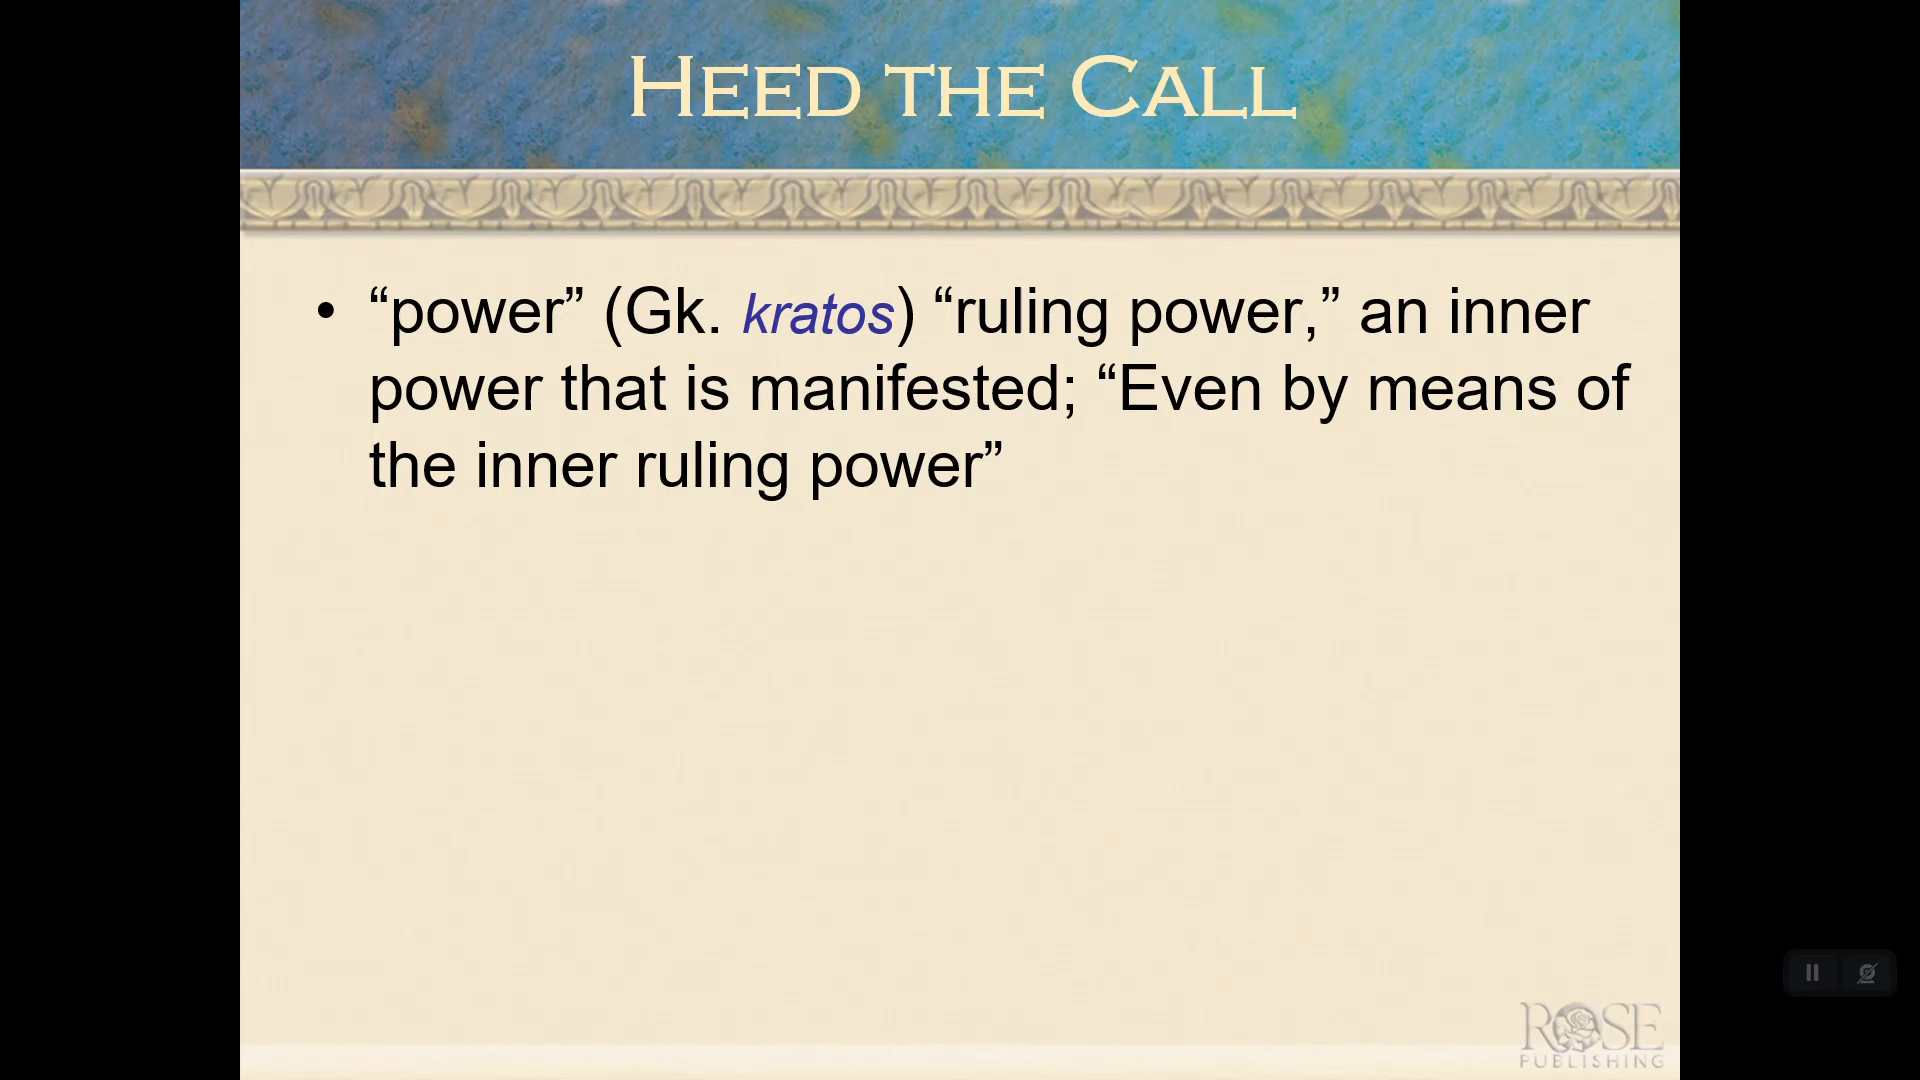 HEED THE CALL
• “power” (Gk. kratos) “ruling power,” an inner
power that is manifested; “Even by means of
the inner ruling power”
ROSE
PUBLISHING